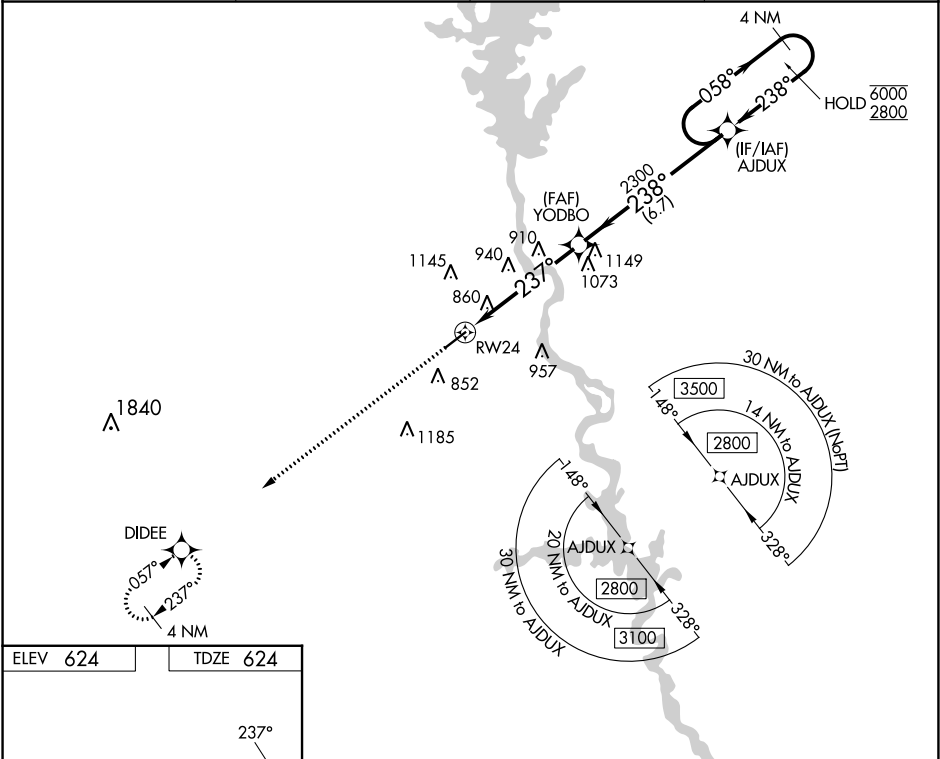 4 NM
058°
238°
HOLD 6000
2800
(IF/IAF)
AJDUX
2300
238°
(6.7)
(FAF)
YODBO
910
940
1145
1149
1073
237°
860
RW24
957
852
1840
1185
30 NM to AJDUX (NoPT)
3500
148°
14 NM to AJDUX
2800
AJDUX
328°
148°
AJDUX
20 NM to AJDUX
30 NM to AJDUX
2800
328°
3100
DIDEE
057°
237°
4 NM
ELEV 624
TDZE 624
237°